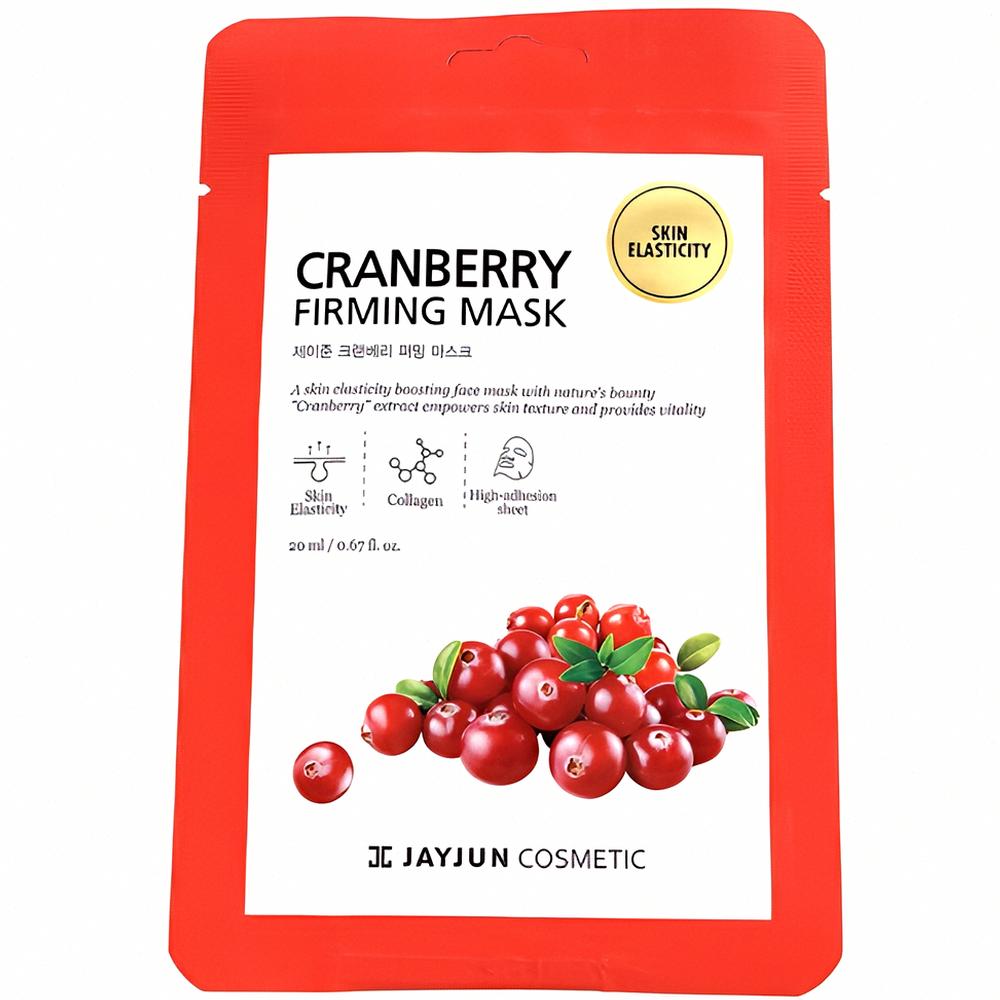 SKIN
ELASTICITY
CRANBERRY
FIRMING MASK
제이준 크랜베리 퍼밍 마스크
A skin elasticity boosting face mask with nature's bounty
"Cranberry" extract empowers skin texture and provides vitality
Skin
Elasticity
Collagen
High-adhesion
sheet
20 ml / 0.67 fl. oz.
JAYJUN COSMETIC